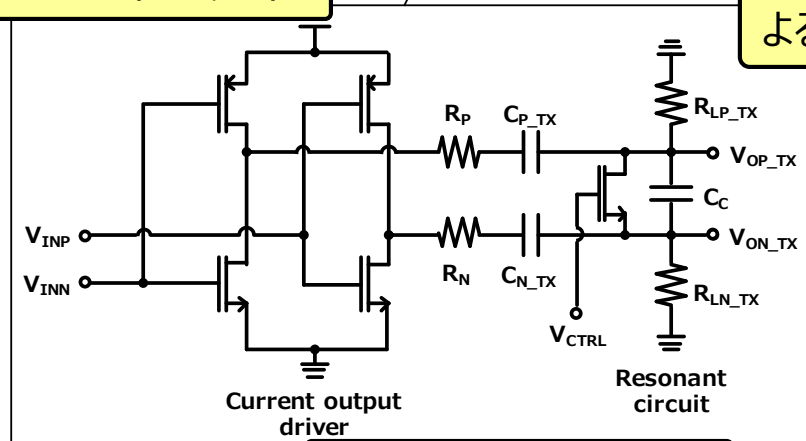 よる
R_P
C_P_TX
R_LP_TX
V_OP_TX
C_C
V_INP
V_ON_TX
V_INN
R_N
C_N_TX
R_LN_TX
V_CTRL
Current output
driver
Resonant
circuit